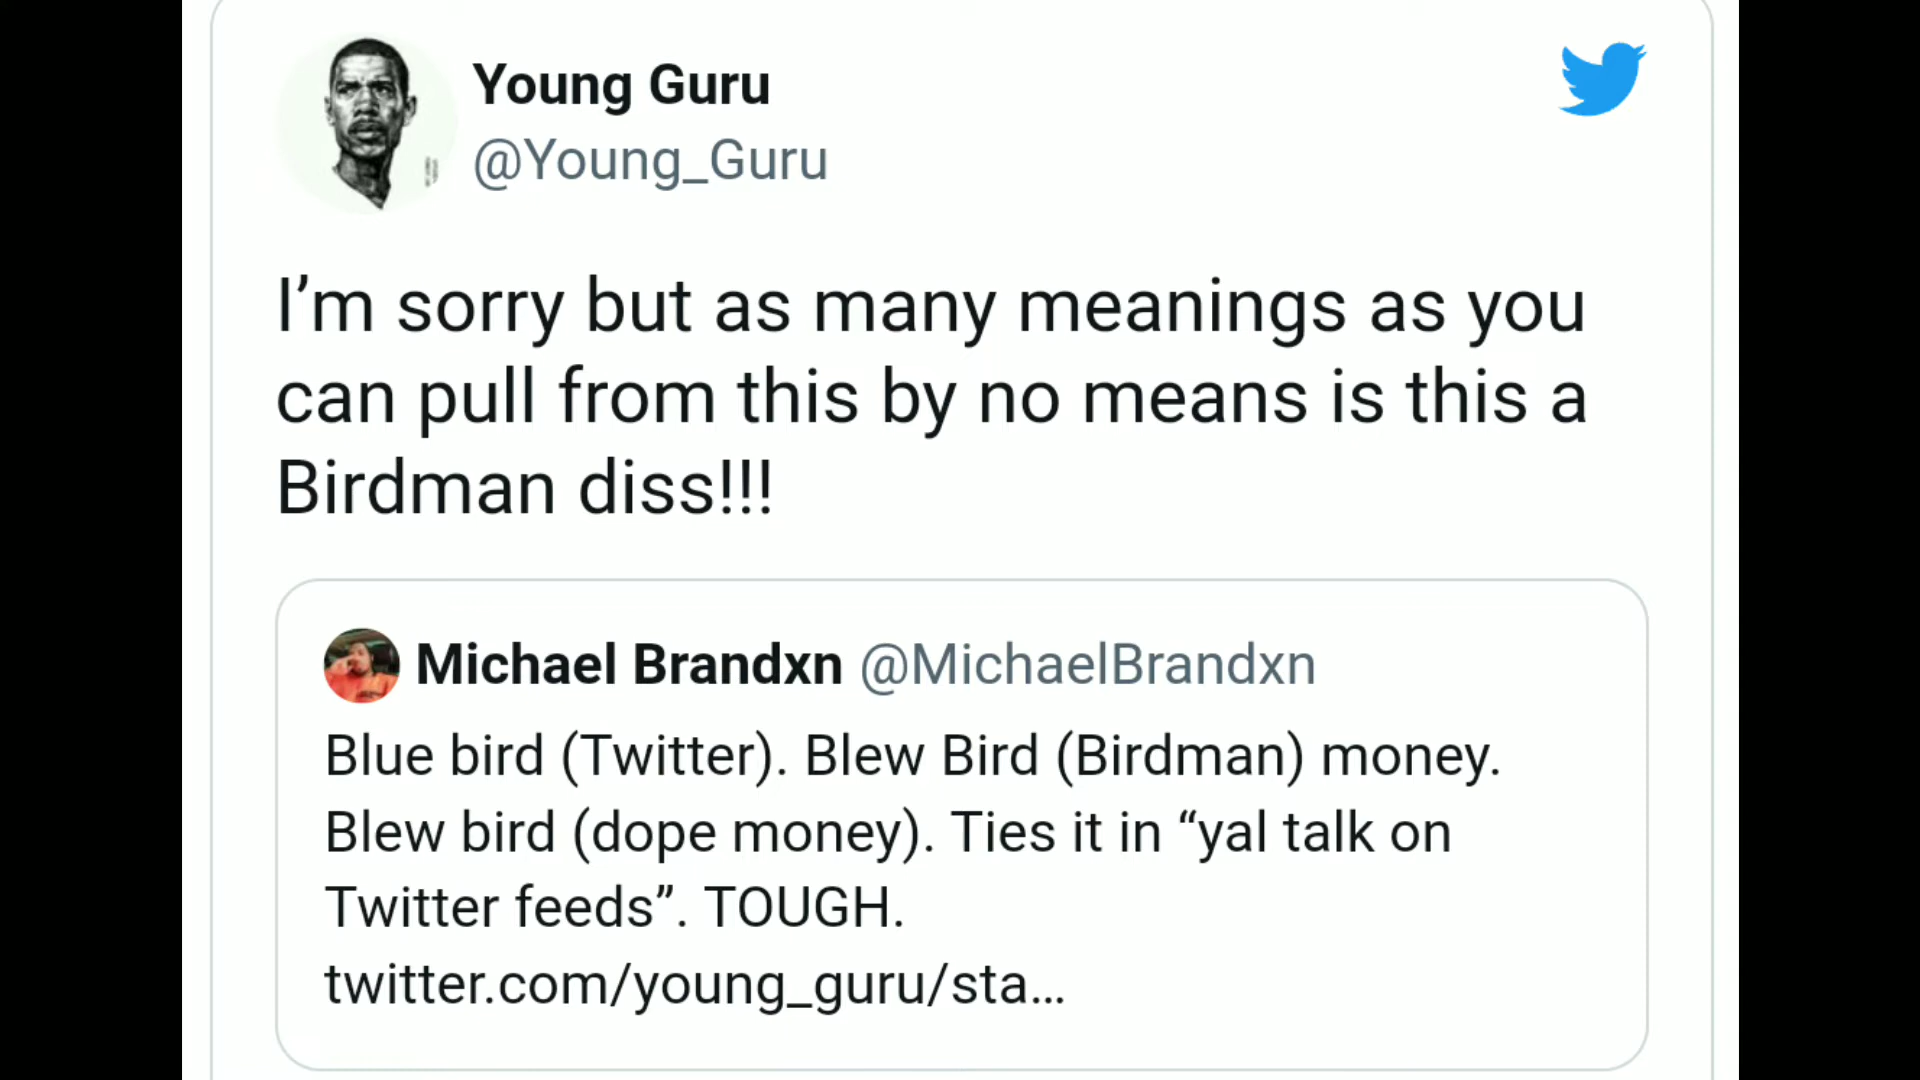 Young Guru
@Young_Guru
I’m sorry but as many meanings as you
can pull from this by no means is this a
Birdman diss!!!
Michael Brandxn @MichaelBrandxn
Blue bird (Twitter). Blew Bird (Birdman) money.
Blew bird (dope money). Ties it in “yal talk on
Twitter feeds”. TOUGH.
twitter.com/young_guru/sta…